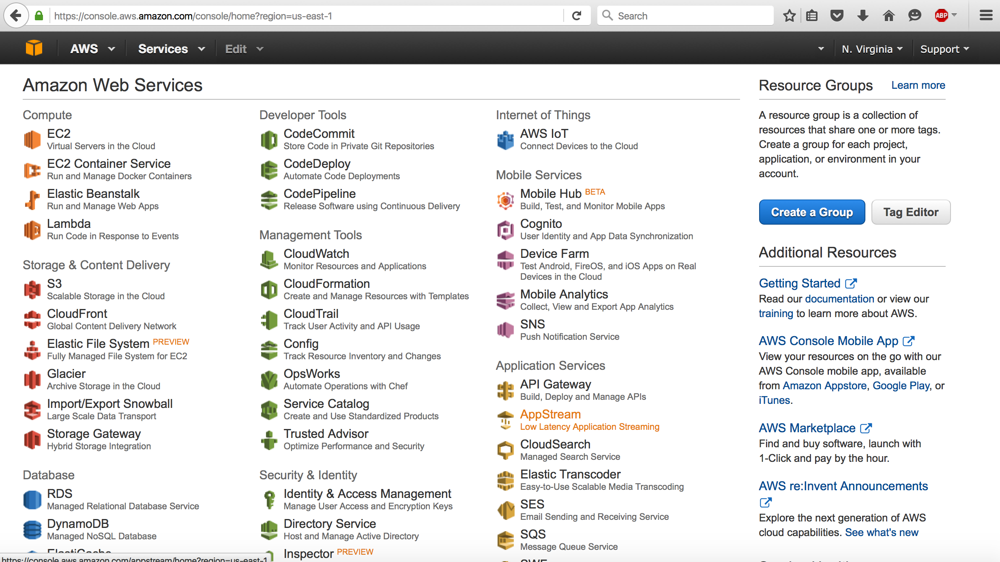 https://console.aws.amazon.com/console/home?region=us-east-1
Search
ABP
AWS
Services
Edit
N. Virginia
Support
Amazon Web Services
Compute
EC2
Virtual Servers in the Cloud
EC2 Container Service
Run and Manage Docker Containers
Elastic Beanstalk
Run and Manage Web Apps
Lambda
Run Code in Response to Events
Storage & Content Delivery
S3
Scalable Storage in the Cloud
CloudFront
Global Content Delivery Network
Elastic File System PREVIEW
Fully Managed File System for EC2
Glacier
Archive Storage in the Cloud
Import/Export Snowball
Large Scale Data Transport
Storage Gateway
Hybrid Storage Integration
Database
RDS
Managed Relational Database Service
DynamoDB
Managed NoSQL Database
ElastiCache
Developer Tools
CodeCommit
Store Code in Private Git Repositories
CodeDeploy
Automate Code Deployments
CodePipeline
Release Software using Continuous Delivery
Management Tools
CloudWatch
Monitor Resources and Applications
CloudFormation
Create and Manage Resources with Templates
CloudTrail
Track User Activity and API Usage
Config
Track Resource Inventory and Changes
OpsWorks
Automate Operations with Chef
Service Catalog
Create and Use Standardized Products
Trusted Advisor
Optimize Performance and Security
Security & Identity
Identity & Access Management
Manage User Access and Encryption Keys
Directory Service
Host and Manage Active Directory
Inspector PREVIEW
Internet of Things
AWS IoT
Connect Devices to the Cloud
Mobile Services
Mobile Hub BETA
Build, Test, and Monitor Mobile Apps
Cognito
User Identity and App Data Synchronization
Device Farm
Test Android, FireOS, and iOS Apps on Real
Devices in the Cloud
Mobile Analytics
Collect, View and Export App Analytics
SNS
Push Notification Service
Application Services
API Gateway
Build, Deploy and Manage APIs
AppStream
Low Latency Application Streaming
CloudSearch
Managed Search Service
Elastic Transcoder
Easy-to-Use Scalable Media Transcoding
SES
Email Sending and Receiving Service
SQS
Message Queue Service
SWF
Resource Groups
Learn more
A resource group is a collection of
resources that share one or more tags.
Create a group for each project,
application, or environment in your
account.
Create a Group
Tag Editor
Additional Resources
Getting Started
Read our documentation or view our
training to learn more about AWS.
AWS Console Mobile App
View your resources on the go with our
AWS Console mobile app, available
from Amazon Appstore, Google Play, or
iTunes.
AWS Marketplace
Find and buy software, launch with
1-Click and pay by the hour.
AWS re:Invent Announcements
Explore the next generation of AWS
cloud capabilities. See what's new
https://console.aws.amazon.com/appstream/home?region=us-east-1